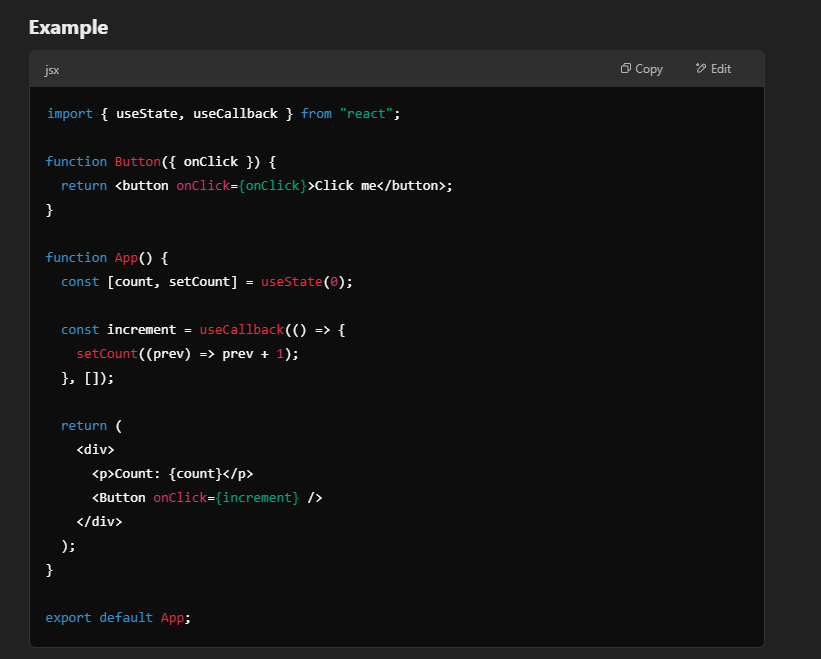 Example
jsx
Copy
Edit
import { useState, useCallback } from "react";
function Button({ onClick }) {
  return <button onClick={onClick}>Click me</button>;
}
function App() {
  const [count, setCount] = useState(0);
  const increment = useCallback(() => {
    setCount((prev) => prev + 1);
  }, []);
  return (
    <div>
      <p>Count: {count}</p>
      <Button onClick={increment} />
    </div>
  );
}
export default App;